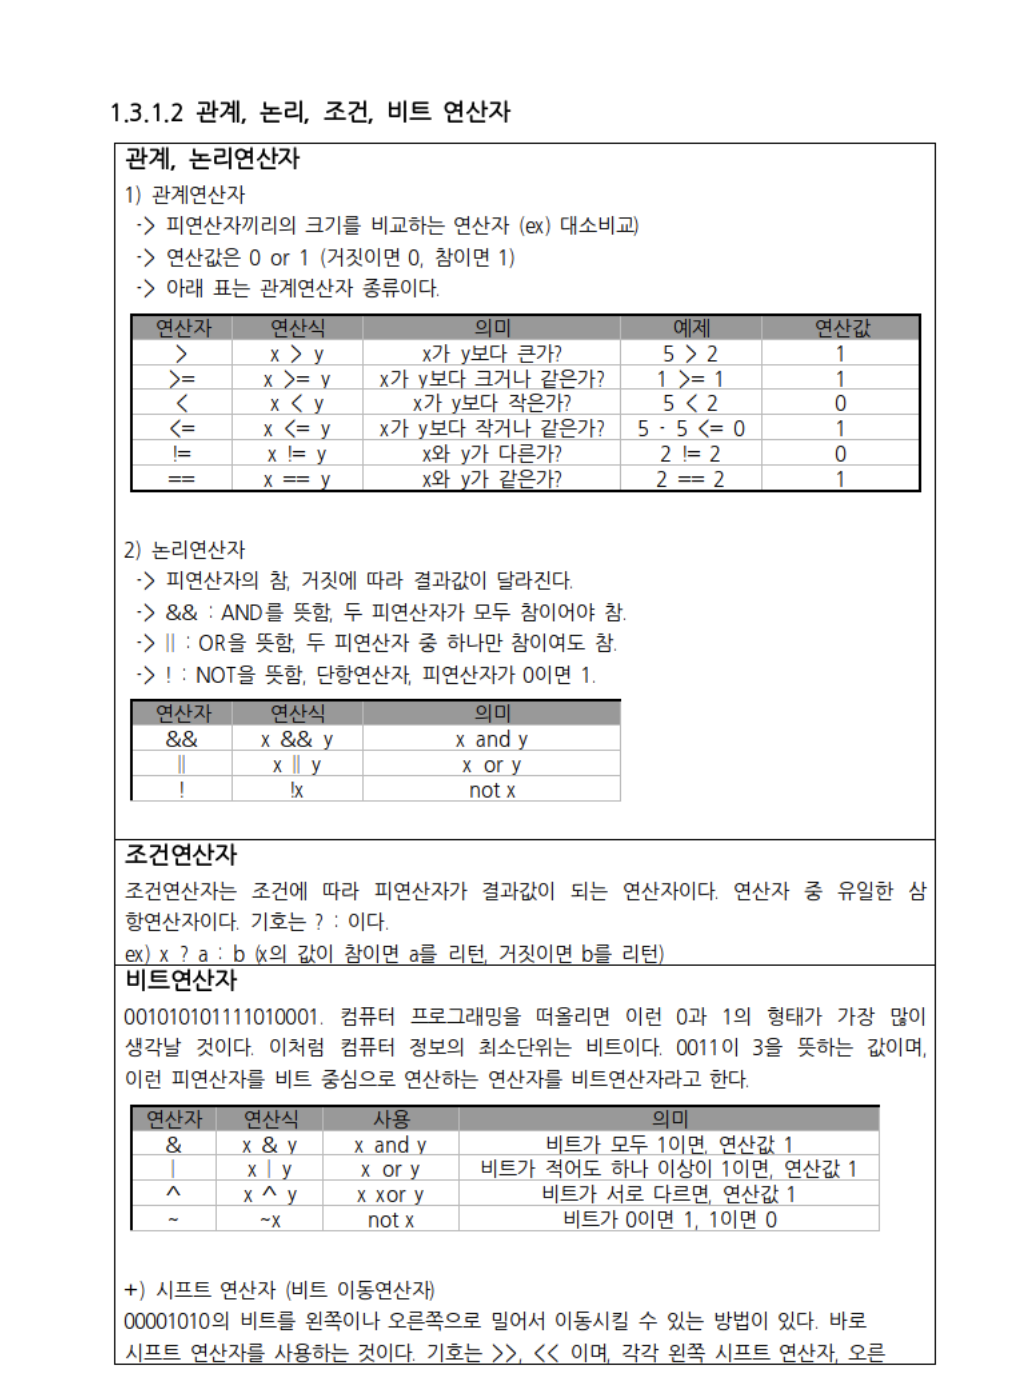 1.3.1.2 관계, 논리, 조건, 비트 연산자
관계, 논리연산자
1) 관계연산자
-> 피연산자끼리의 크기를 비교하는 연산자 (ex) 대소비교)
-> 연산값은 0 or 1 (거짓이면 0, 참이면 1)
-> 아래 표는 관계연산자 종류이다.
연산자 연산식 의미 예제 연산값
> x > y x가 y보다 큰가? 5 > 2 1
>= x >= y x가 y보다 크거나 같은가? 1 >= 1 1
< x < y x가 y보다 작은가? 5 < 2 0
<= x <= y x가 y보다 작거나 같은가? 5 - 5 <= 0 1
!= x != y x와 y가 다른가? 2 != 2 0
== x == y x와 y가 같은가? 2 == 2 1
2) 논리연산자
-> 피연산자의 참, 거짓에 따라 결과값이 달라진다.
-> && : AND를 뜻함, 두 피연산자가 모두 참이어야 참.
-> || : OR을 뜻함, 두 피연산자 중 하나만 참이여도 참.
-> ! : NOT을 뜻함, 단항연산자, 피연산자가 0이면 1.
연산자 연산식 의미
&& x && y x and y
|| x || y x or y
! !x not x
조건연산자
조건연산자는 조건에 따라 피연산자가 결과값이 되는 연산자이다. 연산자 중 유일한 삼
항연산자이다. 기호는 ? : 이다.
ex) x ? a : b (x의 값이 참이면 a를 리턴, 거짓이면 b를 리턴)
비트연산자
001010101111010001. 컴퓨터 프로그래밍을 떠올리면 이런 0과 1의 형태가 가장 많이
생각날 것이다. 이처럼 컴퓨터 정보의 최소단위는 비트이다. 0011이 3을 뜻하는 값이며,
이런 피연산자를 비트 중심으로 연산하는 연산자를 비트연산자라고 한다.
연산자 연산식 사용 의미
& x & y x and y 비트가 모두 1이면, 연산값 1
| x | y x or y 비트가 적어도 하나 이상이 1이면, 연산값 1
^ x ^ y x xor y 비트가 서로 다르면, 연산값 1
~ ~x not x 비트가 0이면 1, 1이면 0
+) 시프트 연산자 (비트 이동연산자)
00001010의 비트를 왼쪽이나 오른쪽으로 밀어서 이동시킬 수 있는 방법이 있다. 바로
시프트 연산자를 사용하는 것이다. 기호는 >>, << 이며, 각각 왼쪽 시프트 연산자, 오른